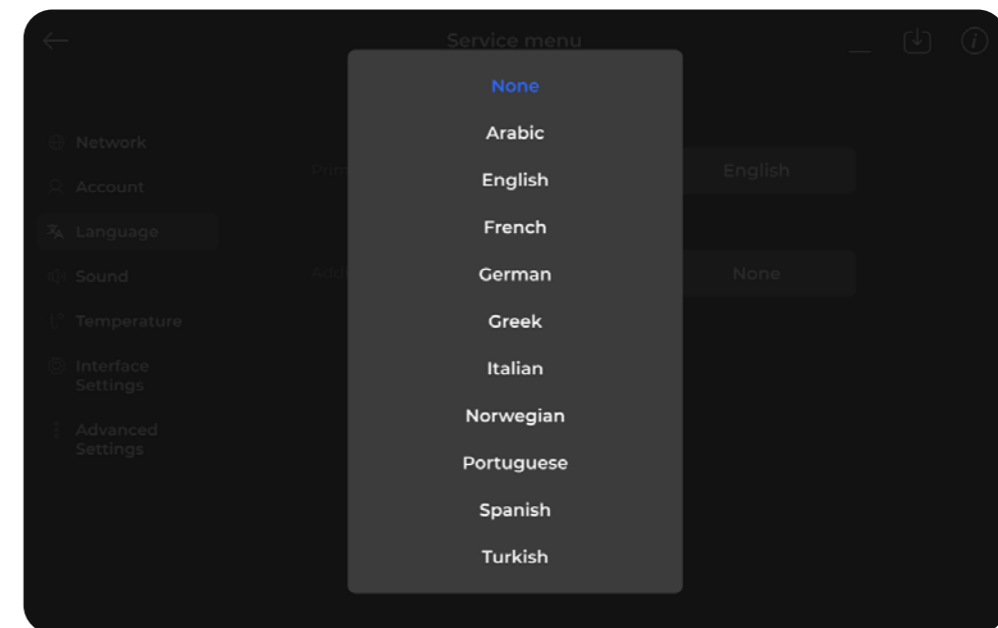 Service menu
None
Arabic
English
French
German
Greek
Italian
Norwegian
Portuguese
Spanish
Turkish
Network
Account
Language
Sound
Temperature
Interface
Settings
Advanced
Settings
English
None